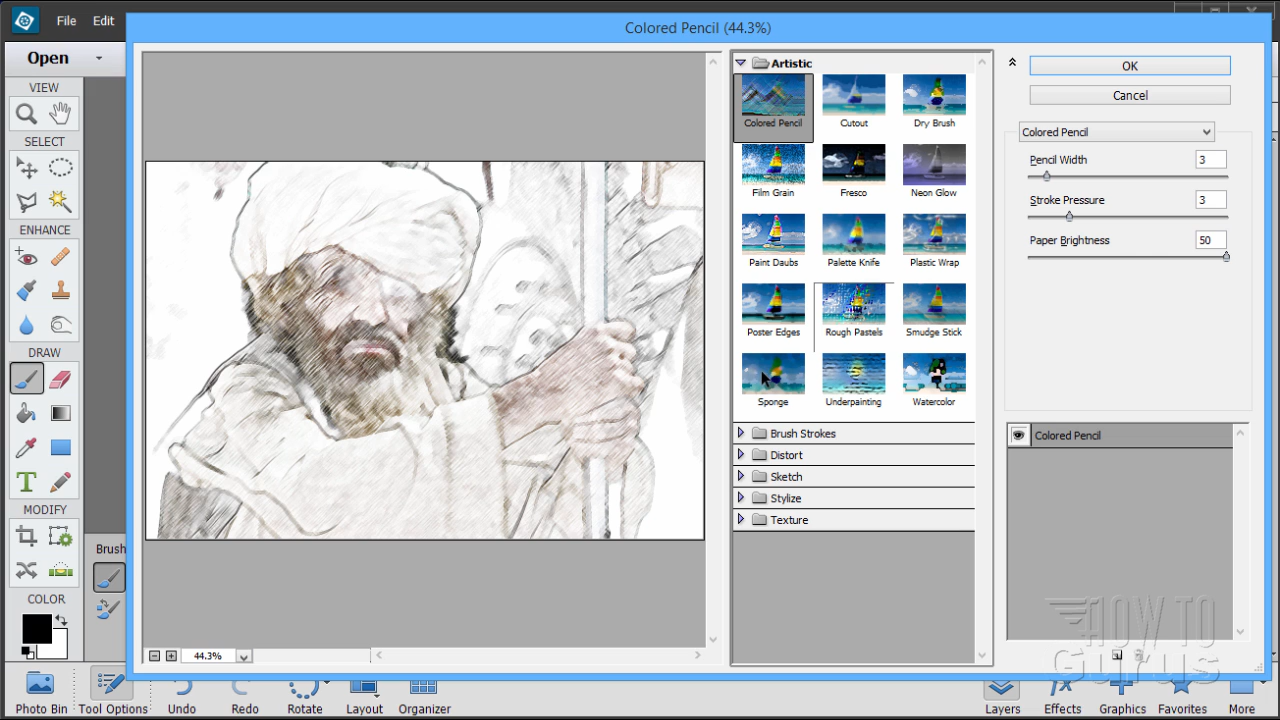 File Edit
Colored Pencil (44.3%)
Open
VIEW
SELECT
ENHANCE
DRAW
MODIFY
COLOR
Brush
44.3%
Artistic
Colored Pencil Cutout Dry Brush
Film Grain Fresco Neon Glow
Paint Daubs Palette Knife Plastic Wrap
Poster Edges Rough Pastels Smudge Stick
Sponge Underpainting Watercolor
Brush Strokes
Distort
Sketch
Stylize
Texture
OK
Cancel
Colored Pencil
Pencil Width 3
Stroke Pressure 3
Paper Brightness 50
Colored Pencil
HOW TO
Gurus
Photo Bin Tool Options Undo Redo Rotate Layout Organizer Layers Effects Graphics Favorites More